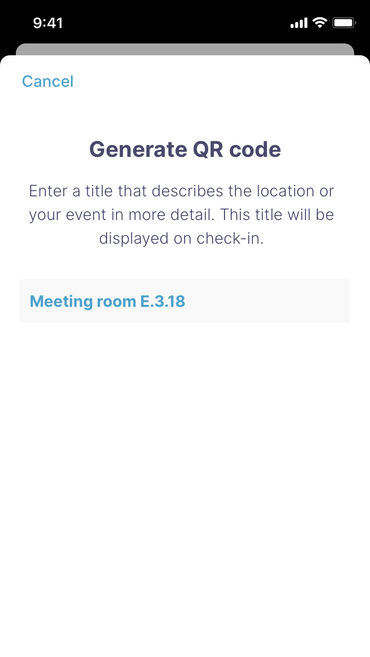 9:41
Cancel
Generate QR code
Enter a title that describes the location or
your event in more detail. This title will be
displayed on check-in.
Meeting room E.3.18